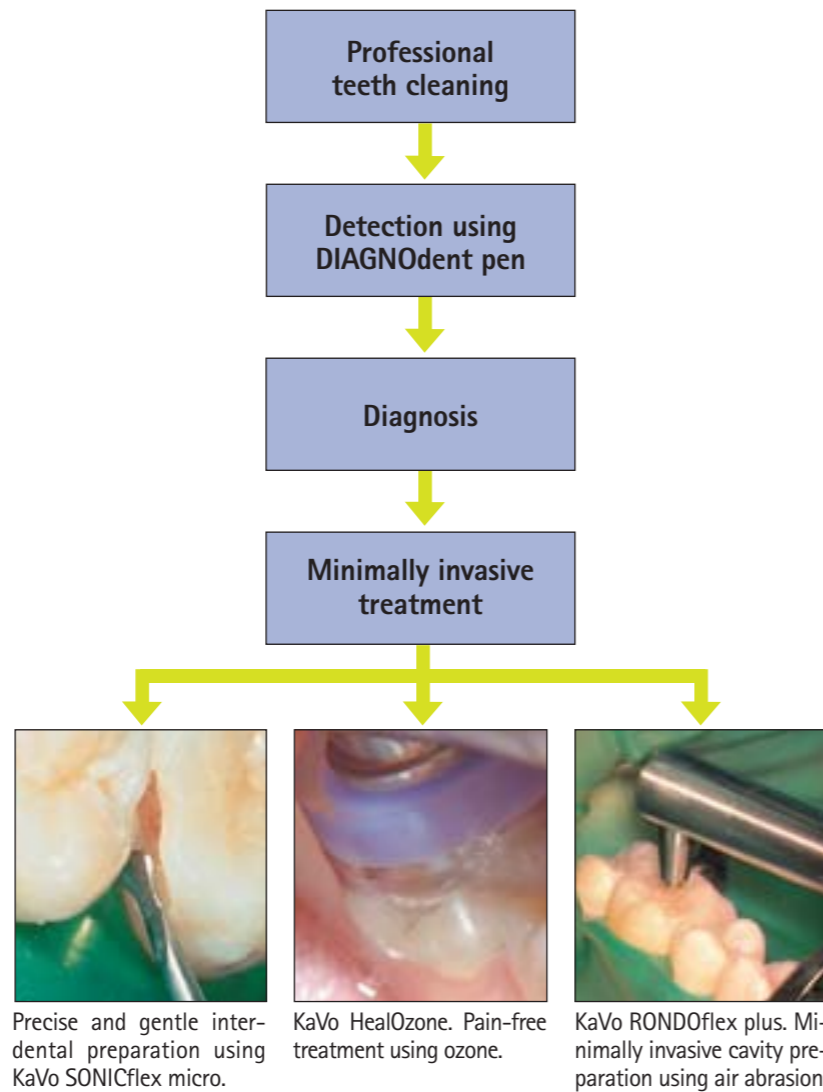 Professional
teeth cleaning
Detection using
DIAGNOdent pen
Diagnosis
Minimally invasive
treatment
Precise and gentle inter-
dental preparation using
KaVo SONICflex micro.
KaVo HealOzone. Pain-free
treatment using ozone.
KaVo RONDOflex plus. Mi-
nimally invasive cavity pre-
paration using air abrasion